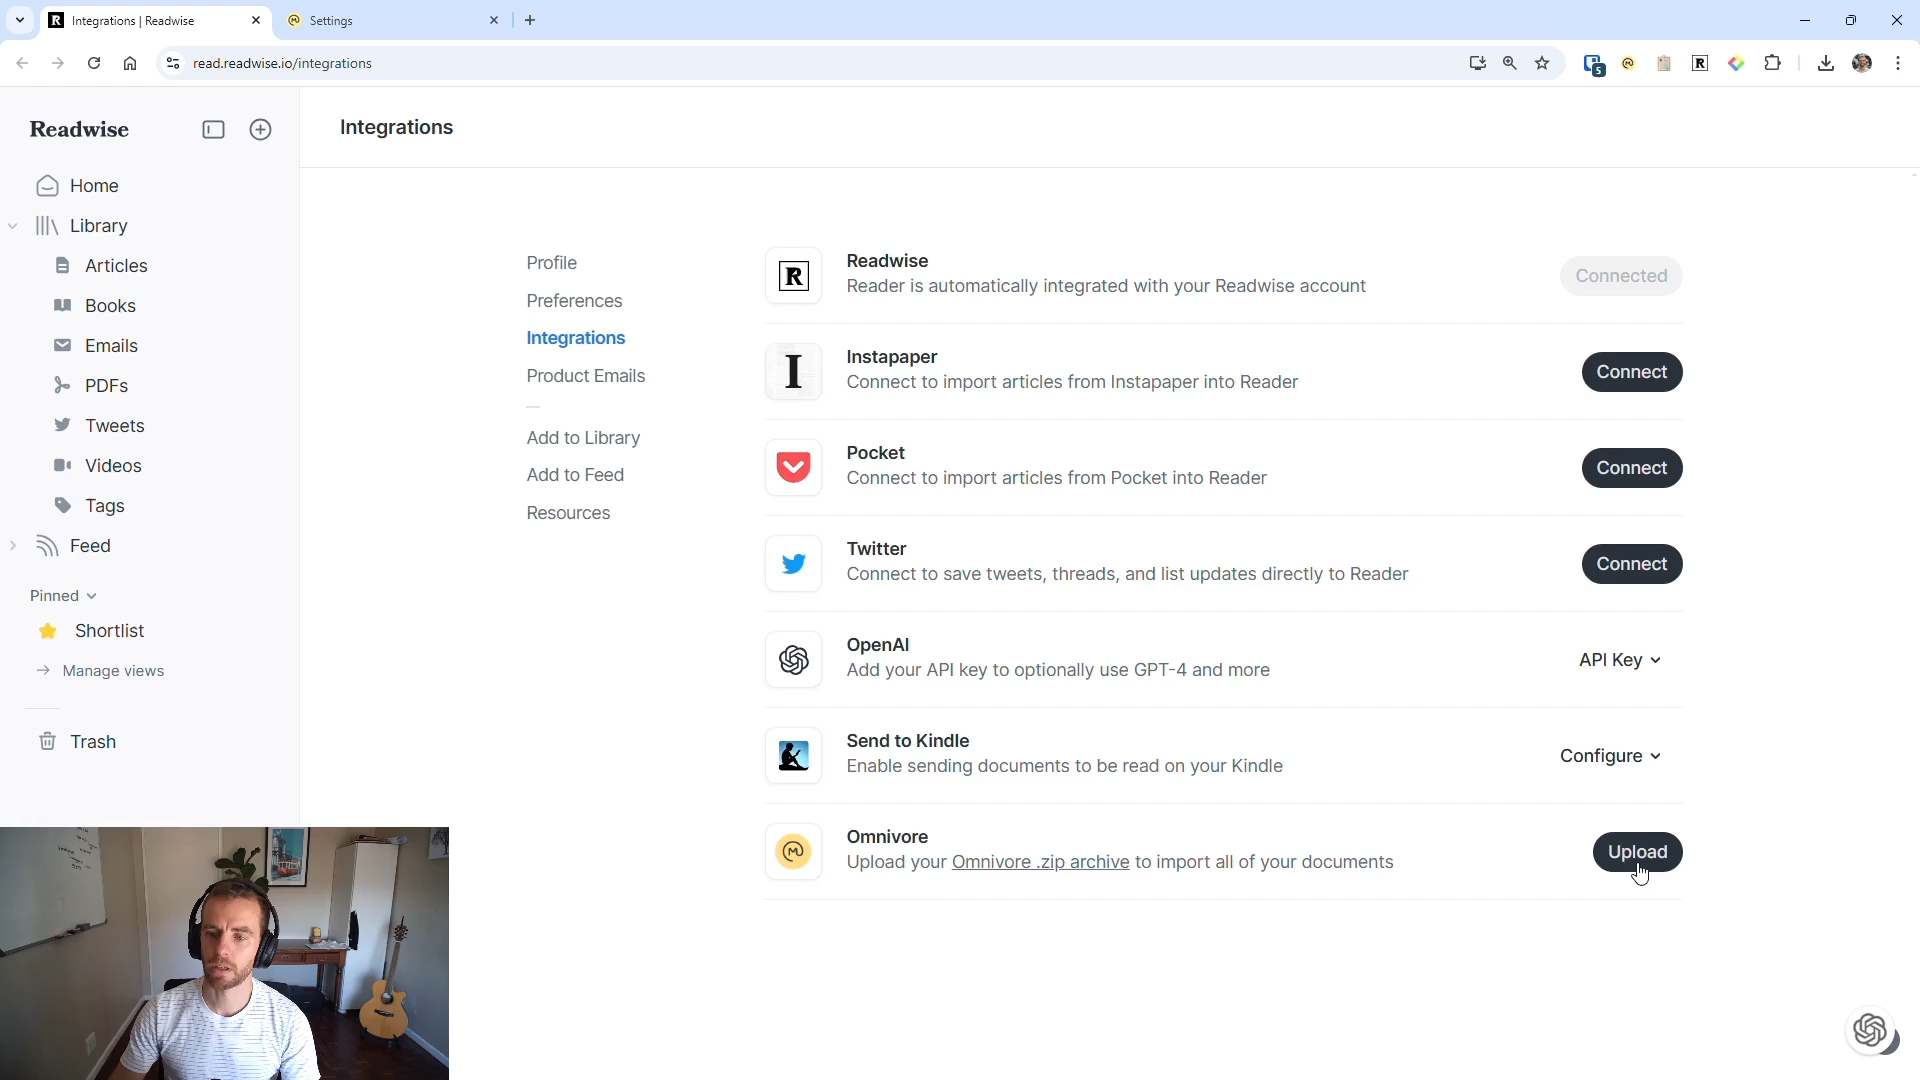 Integrations | Readwise
Settings
read.readwise.io/integrations
5
R
Readwise
Integrations
Home
Library
Articles
Books
Emails
PDFs
Tweets
Videos
Tags
Feed
Pinned
Shortlist
Manage views
Trash
Profile
Preferences
Integrations
Product Emails
Add to Library
Add to Feed
Resources
R
Readwise
Reader is automatically integrated with your Readwise account
Connected
I
Instapaper
Connect to import articles from Instapaper into Reader
Connect
Pocket
Connect to import articles from Pocket into Reader
Connect
Twitter
Connect to save tweets, threads, and list updates directly to Reader
Connect
OpenAI
Add your API key to optionally use GPT-4 and more
API Key
Send to Kindle
Enable sending documents to be read on your Kindle
Configure
Omnivore
Upload your Omnivore .zip archive to import all of your documents
Upload